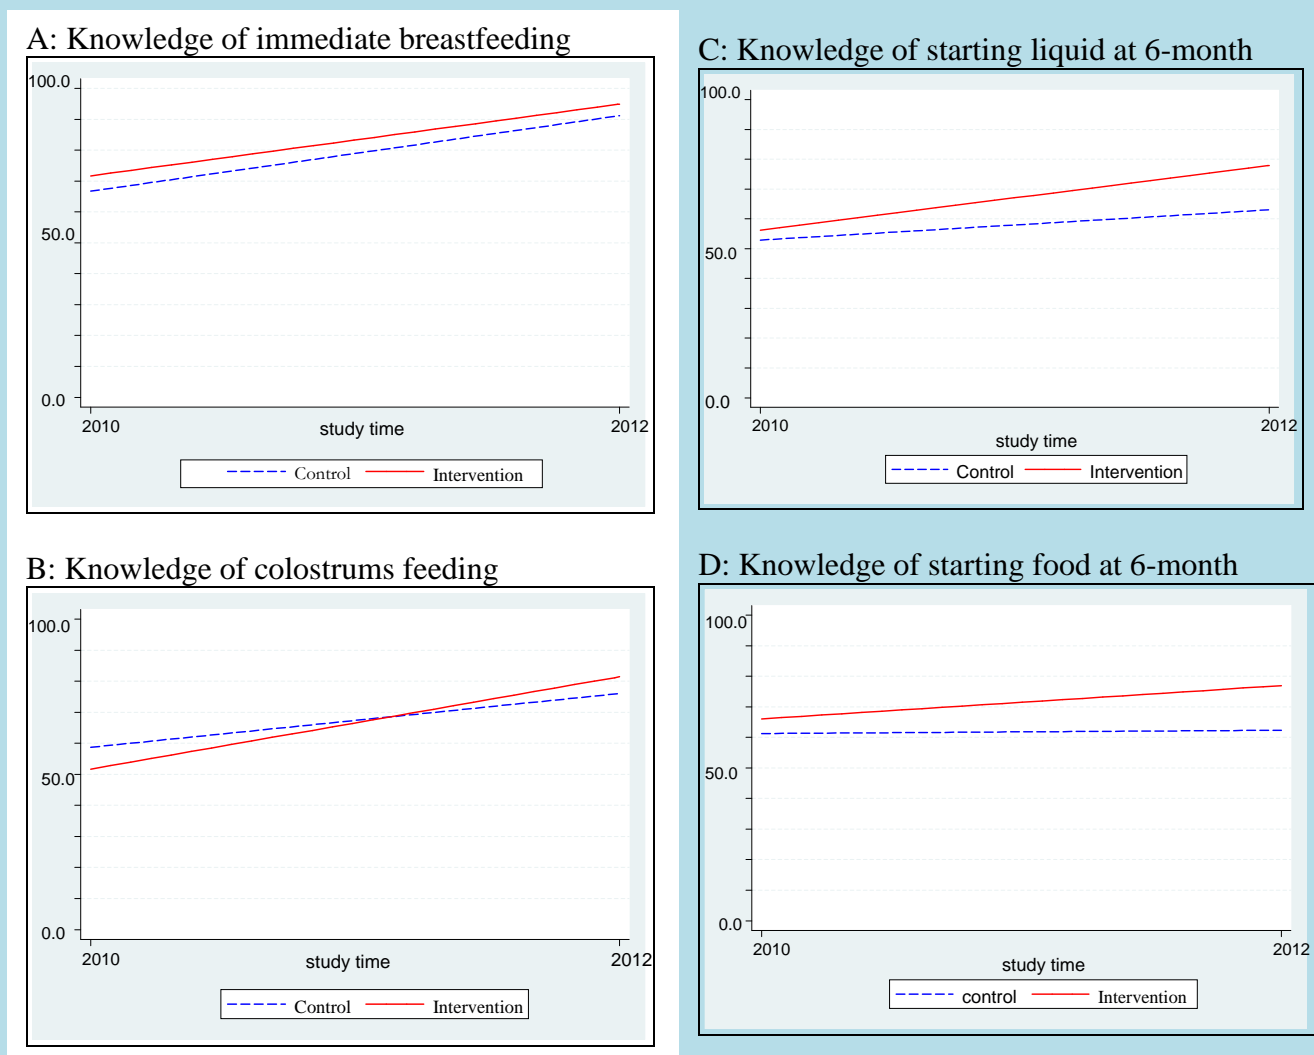 A: Knowledge of immediate breastfeeding
100.0
50.0
0.0
2010
2012
study time
Control Intervention
B: Knowledge of colostrums feeding
100.0
50.0
0.0
2010
2012
study time
Control Intervention
C: Knowledge of starting liquid at 6-month
100.0
50.0
0.0
2010
2012
study time
Control Intervention
D: Knowledge of starting food at 6-month
100.0
50.0
0.0
2010
2012
study time
control Intervention